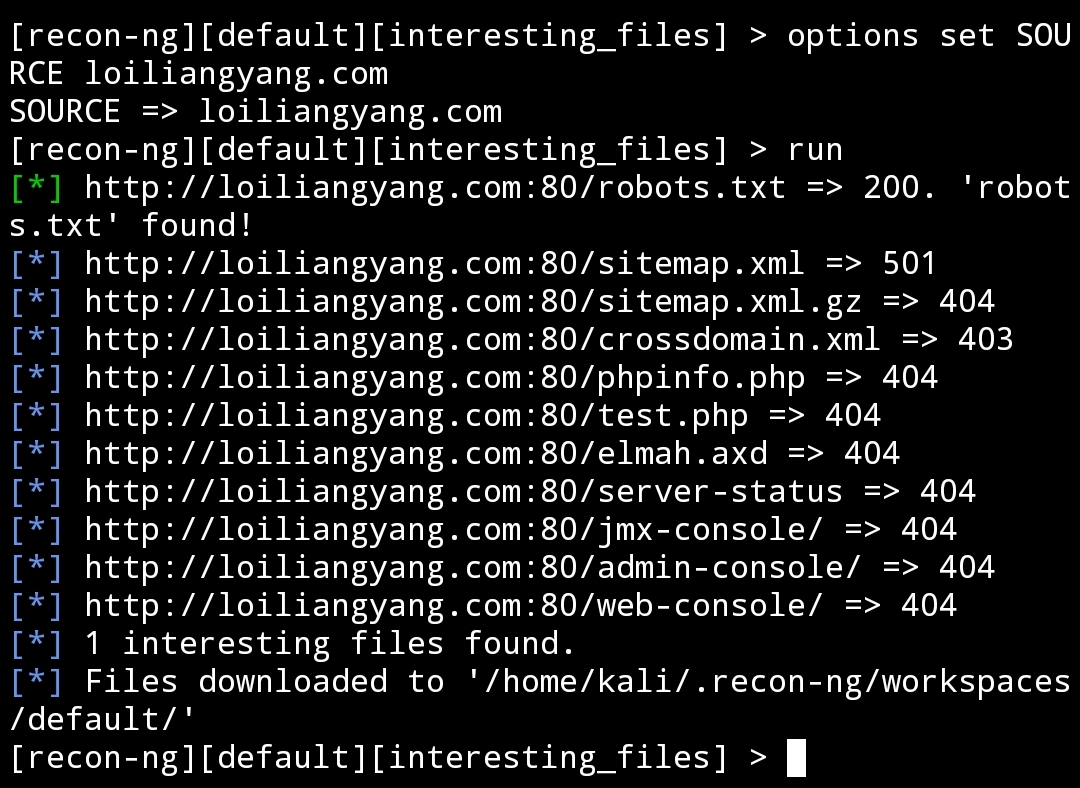 [recon-ng][default][interesting_files] > options set SOU
RCE loiliangyang.com
SOURCE => loiliangyang.com
[recon-ng][default][interesting_files] > run
[*] http://loiliangyang.com:80/robots.txt => 200. 'robot
s.txt' found!
[*] http://loiliangyang.com:80/sitemap.xml => 501
[*] http://loiliangyang.com:80/sitemap.xml.gz => 404
[*] http://loiliangyang.com:80/crossdomain.xml => 403
[*] http://loiliangyang.com:80/phpinfo.php => 404
[*] http://loiliangyang.com:80/test.php => 404
[*] http://loiliangyang.com:80/elmah.axd => 404
[*] http://loiliangyang.com:80/server-status => 404
[*] http://loiliangyang.com:80/jmx-console/ => 404
[*] http://loiliangyang.com:80/admin-console/ => 404
[*] http://loiliangyang.com:80/web-console/ => 404
[*] 1 interesting files found.
[*] Files downloaded to '/home/kali/.recon-ng/workspaces
/default/'
[recon-ng][default][interesting_files] >